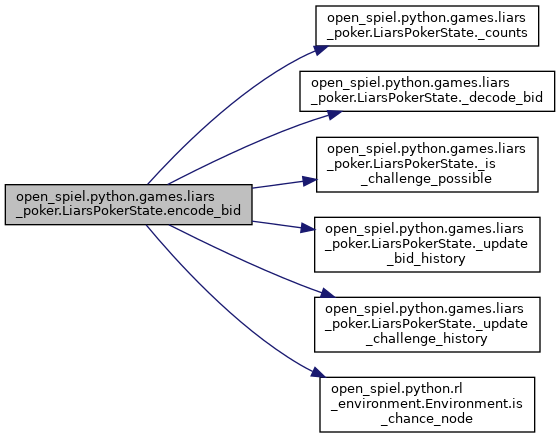 open_spiel.python.games.liars
_poker.LiarsPokerState._counts
open_spiel.python.games.liars
_poker.LiarsPokerState._decode_bid
open_spiel.python.games.liars
_poker.LiarsPokerState._is
_challenge_possible
open_spiel.python.games.liars
_poker.LiarsPokerState.encode_bid
open_spiel.python.games.liars
_poker.LiarsPokerState._update
_bid_history
open_spiel.python.games.liars
_poker.LiarsPokerState._update
_challenge_history
open_spiel.python.rl
_environment.Environment.is
_chance_node